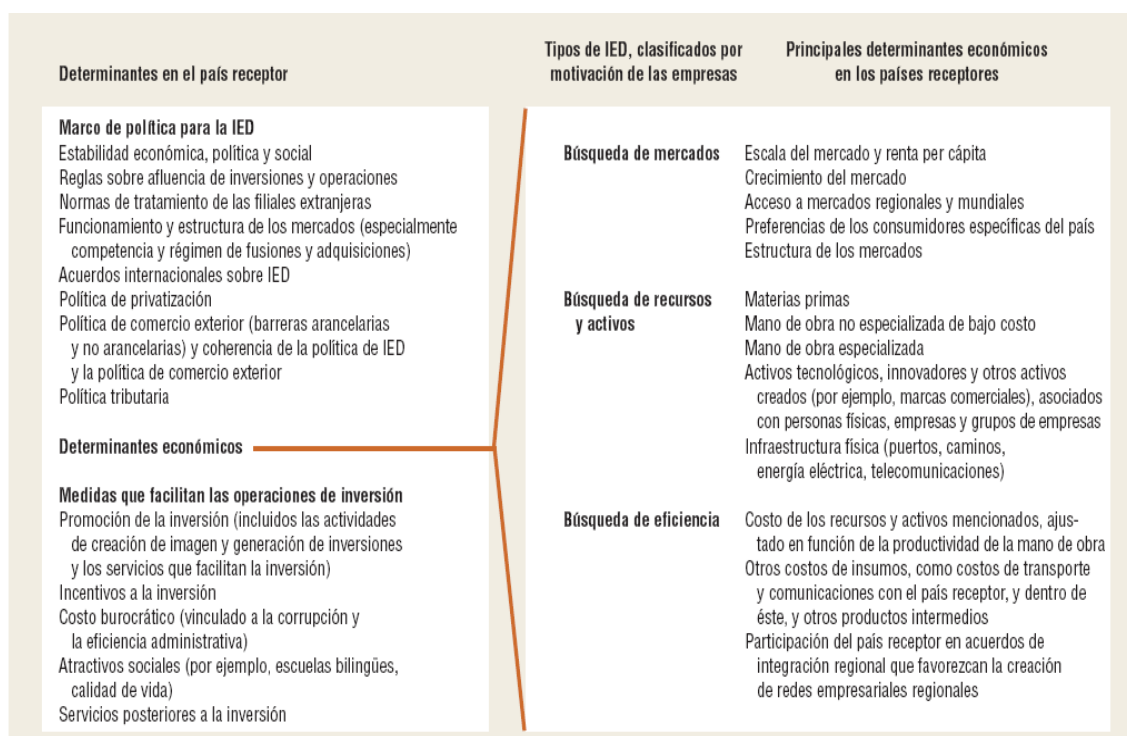 Determinantes en el país receptor
Tipos de IED, clasificados por
motivación de las empresas
Principales determinantes económicos
en los países receptores
Marco de política para la IED
Estabilidad económica, política y social
Reglas sobre afluencia de inversiones y operaciones
Normas de tratamiento de las filiales extranjeras
Funcionamiento y estructura de los mercados (especialmente
competencia y régimen de fusiones y adquisiciones)
Acuerdos internacionales sobre IED
Política de privatización
Política de comercio exterior (barreras arancelarias
y no arancelarias) y coherencia de la política de IED
y la política de comercio exterior
Política tributaria
Determinantes económicos
Medidas que facilitan las operaciones de inversión
Promoción de la inversión (incluidos las actividades
de creación de imagen y generación de inversiones
y los servicios que facilitan la inversión)
Incentivos a la inversión
Costo burocrático (vinculado a la corrupción y
la eficiencia administrativa)
Atractivos sociales (por ejemplo, escuelas bilingües,
calidad de vida)
Servicios posteriores a la inversión
Búsqueda de mercados
Escala del mercado y renta per cápita
Crecimiento del mercado
Acceso a mercados regionales y mundiales
Preferencias de los consumidores específicas del país
Estructura de los mercados
Búsqueda de recursos
y activos
Materias primas
Mano de obra no especializada de bajo costo
Mano de obra especializada
Activos tecnológicos, innovadores y otros activos
creados (por ejemplo, marcas comerciales), asociados
con personas físicas, empresas y grupos de empresas
Infraestructura física (puertos, caminos,
energía eléctrica, telecomunicaciones)
Búsqueda de eficiencia
Costo de los recursos y activos mencionados, ajus-
tado en función de la productividad de la mano de obra
Otros costos de insumos, como costos de transporte
y comunicaciones con el país receptor, y dentro de
éste, y otros productos intermedios
Participación del país receptor en acuerdos de
integración regional que favorezcan la creación
de redes empresariales regionales